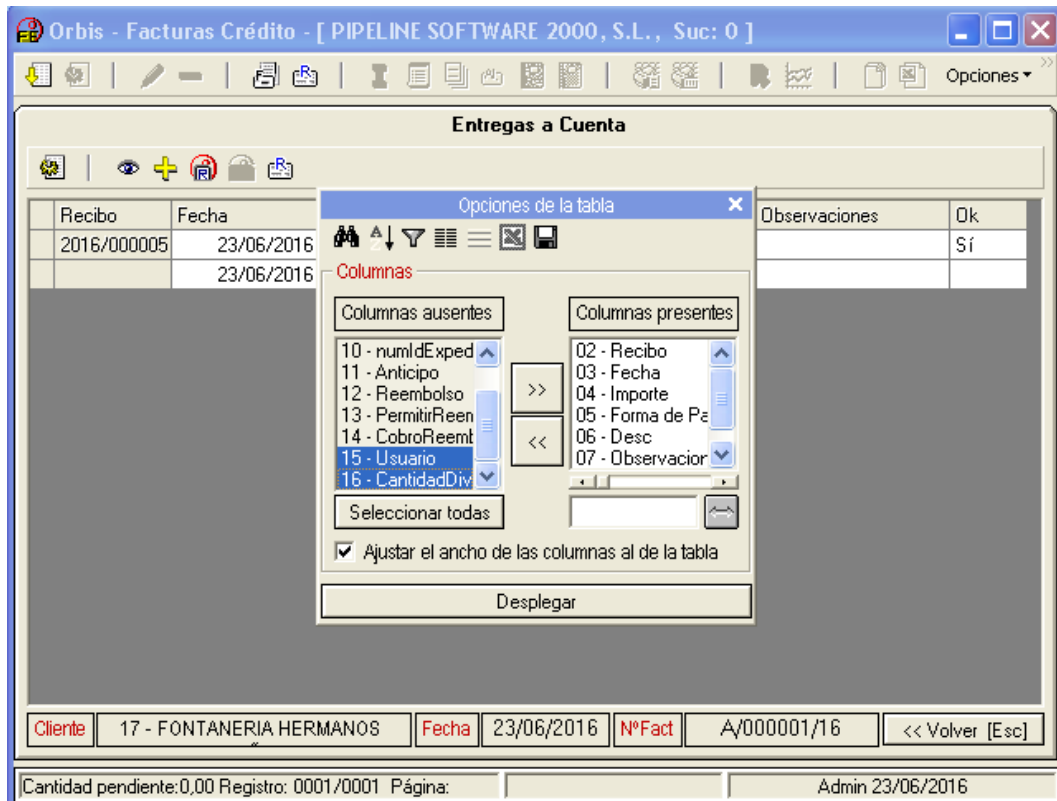 Orbis - Facturas Crédito - [ PIPELINE SOFTWARE 2000, S.L., Suc: 0 ]
Opciones
Entregas a Cuenta
Recibo Fecha Observaciones Ok
2016/000005 23/06/2016 Sí
23/06/2016
Opciones de la tabla
Columnas
Columnas ausentes Columnas presentes
10 - numIdExped
11 - Anticipo
12 - Reembolso
13 - PermitirReen
14 - CobroReemb
15 - Usuario
16 - CantidadDiv
>>
<<
02 - Recibo
03 - Fecha
04 - Importe
05 - Forma de Pa
06 - Desc
07 - Observacior
Seleccionar todas
Ajustar el ancho de las columnas al de la tabla
Desplegar
Cliente 17 - FONTANERIA HERMANOS Fecha 23/06/2016 NºFact A/000001/16 << Volver [Esc]
Cantidad pendiente:0,00 Registro: 0001/0001 Página: Admin 23/06/2016